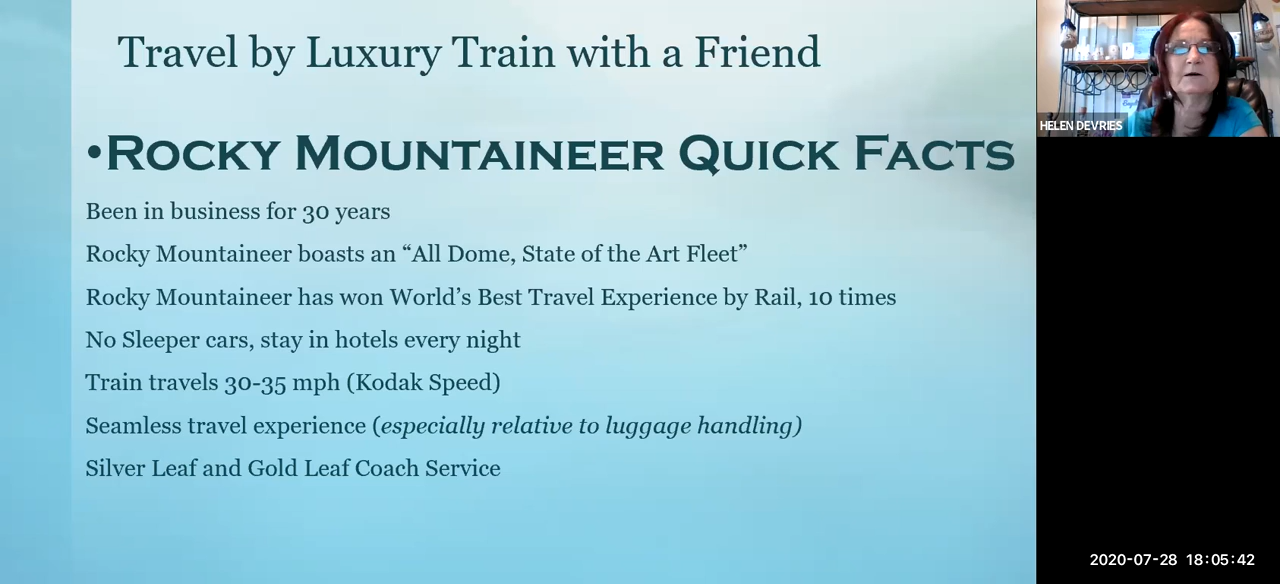 Travel by Luxury Train with a Friend
•ROCKY MOUNTAINEER QUICK FACTS
Been in business for 30 years
Rocky Mountaineer boasts an “All Dome, State of the Art Fleet”
Rocky Mountaineer has won World’s Best Travel Experience by Rail, 10 times
No Sleeper cars, stay in hotels every night
Train travels 30-35 mph (Kodak Speed)
Seamless travel experience (especially relative to luggage handling)
Silver Leaf and Gold Leaf Coach Service
HELEN DEVRIES
2020-07-28 18:05:42